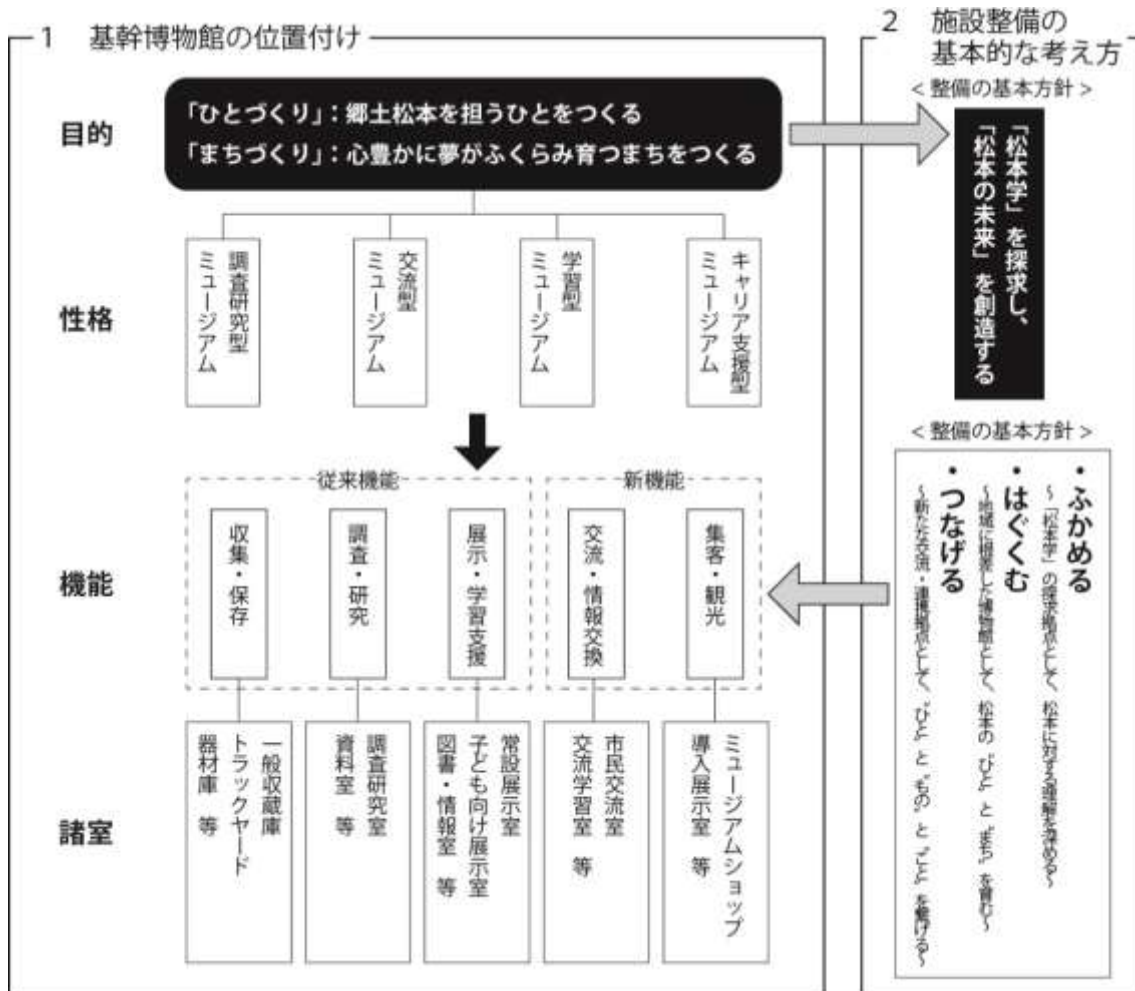 1 基幹博物館の位置付け
目的
「ひとづくり」：郷土松本を担うひとをつくる
「まちづくり」：心豊かに夢がふくらみ育つまちをつくる
性格
調査研究型
ミュージアム
交流型
ミュージアム
学習型
ミュージアム
キャリア支援型
ミュージアム
機能
従来機能
収集・保存
調査・研究
展示・学習支援
新機能
交流・情報交換
集客・観光
諸室
一般収蔵庫
トラックヤード
器材庫 等
調査研究室
資料室 等
常設展示室
子ども向け展示室
図書・情報室 等
市民交流室
交流学習室 等
ミュージアムショップ
導入展示室 等
2 施設整備の
基本的な考え方
<整備の基本方針>
「松本学」を探求し、
「松本の未来」を創造する
<整備の基本方針>
・ふかめる
～「松本学」の探求拠点として、松本に対する理解を深める～
・はぐくむ
～地域に根差した博物館として、松本の“ひと”と“まち”を育む～
・つなげる
～新たな交流・連携拠点として、“ひと”と“もの”と“こと”を繋げる～